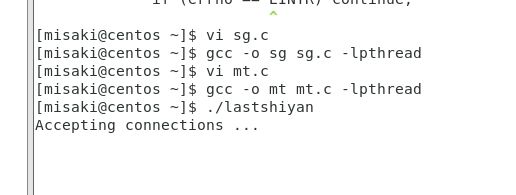 if (errno == EINTR) continue;
^
[misaki@centos ~]$ vi sg.c
[misaki@centos ~]$ gcc -o sg sg.c -lpthread
[misaki@centos ~]$ vi mt.c
[misaki@centos ~]$ gcc -o mt mt.c -lpthread
[misaki@centos ~]$ ./lastshiyan
Accepting connections ...